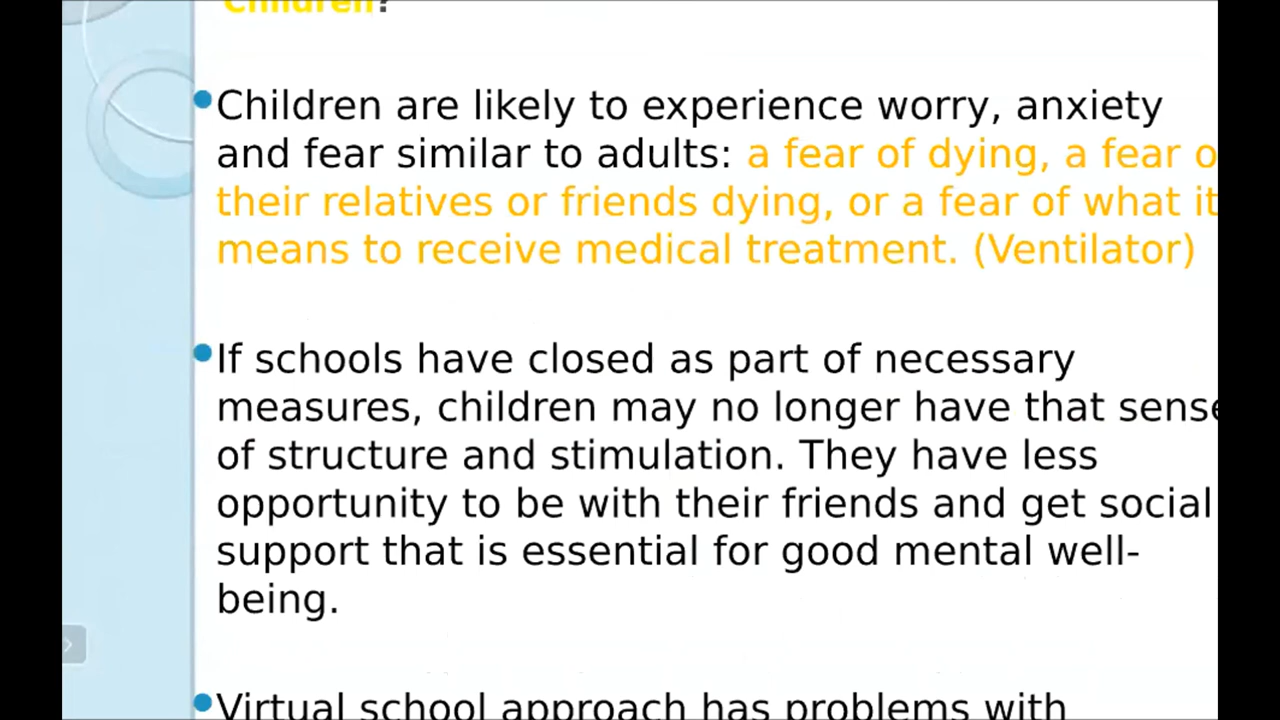 Children?
Children are likely to experience worry, anxiety
and fear similar to adults: a fear of dying, a fear o
their relatives or friends dying, or a fear of what it
means to receive medical treatment. (Ventilator)
If schools have closed as part of necessary
measures, children may no longer have that sense
of structure and stimulation. They have less
opportunity to be with their friends and get social
support that is essential for good mental well-
being.
Virtual school approach has problems with